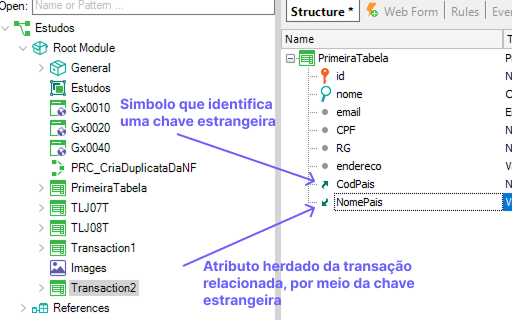 Open:
Name or Pattern ...
Estudos
Root Module
General
Estudos
Gx0010
Gx0020
Gx0040
PRC_CriaDuplicataDaNF
PrimeiraTabela
TLJ07T
TLJ08T
Transaction1
Images
Transaction2
References
Simbolo que identifica
uma chave estrangeira
Structure *
Web Form
Rules
Name
PrimeiraTabela
id
nome
email
CPF
RG
endereco
CodPais
NomePais
Atributo herdado da transação
relacionada, por meio da chave
estrangeira